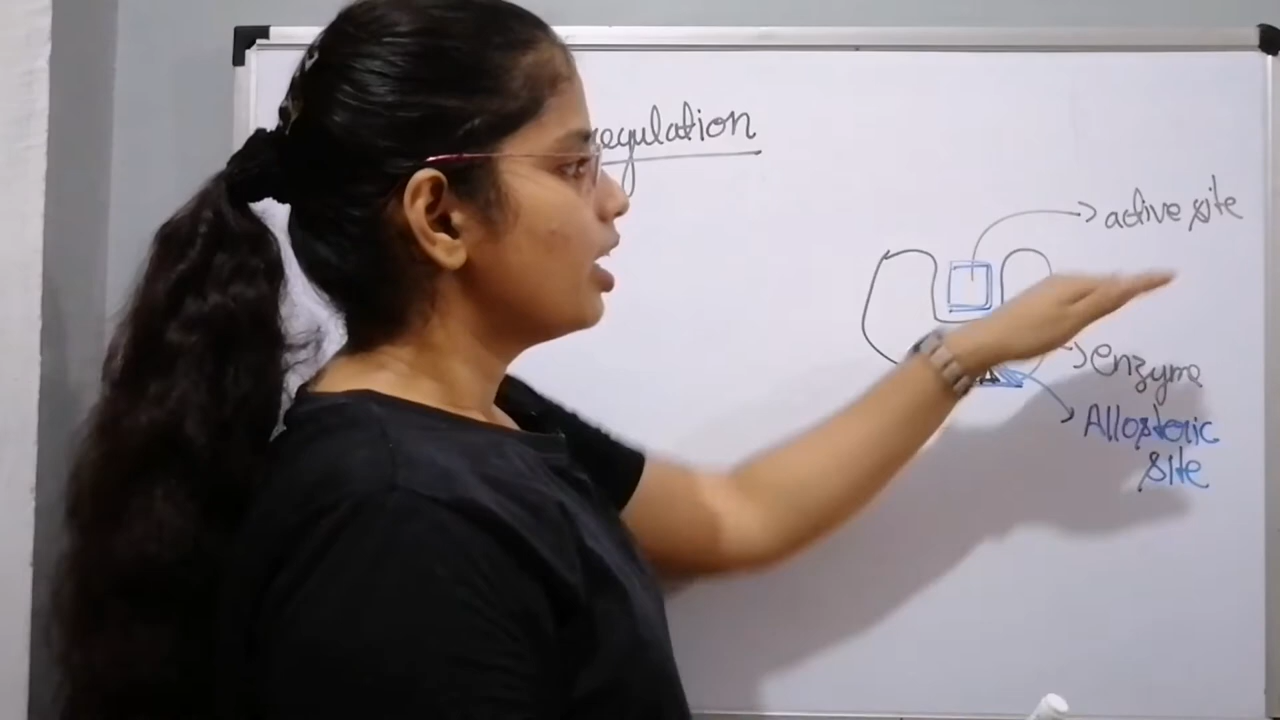 regulation
active site
enzyme
Allosteric
site